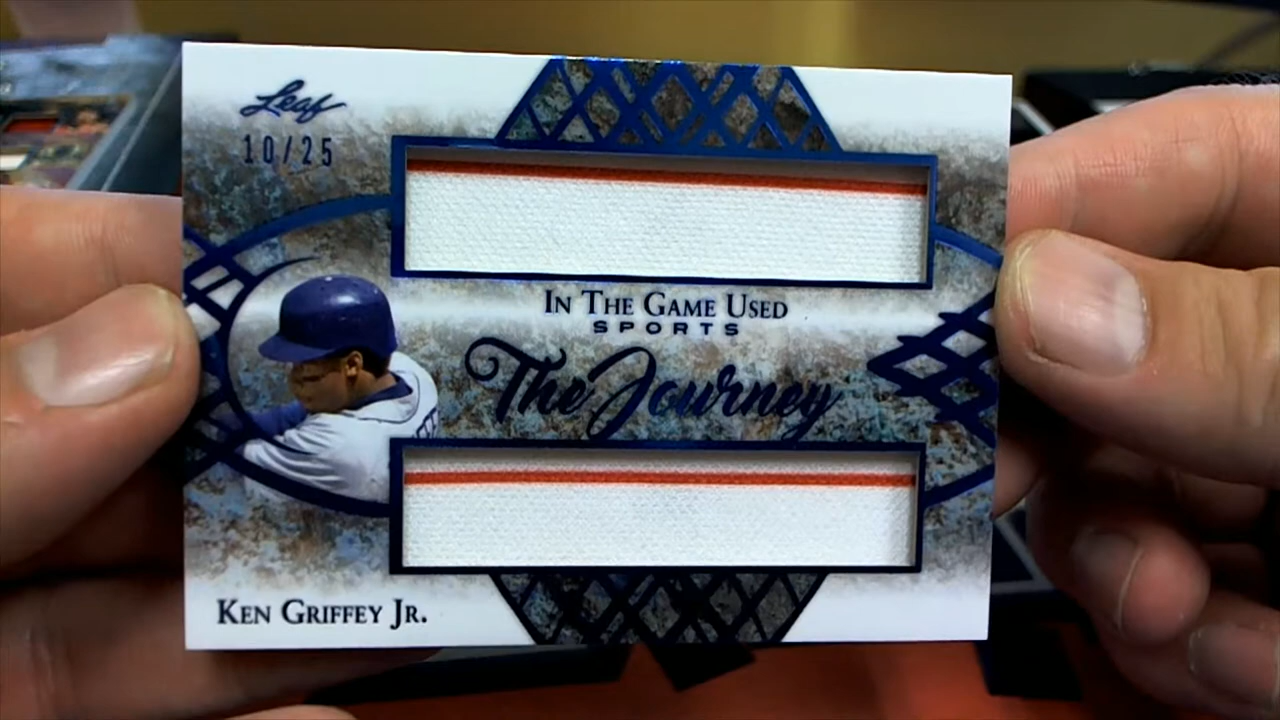 Leaf
10/25
IN THE GAME USED
SPORTS
The Journey
KEN GRIFFEY JR.